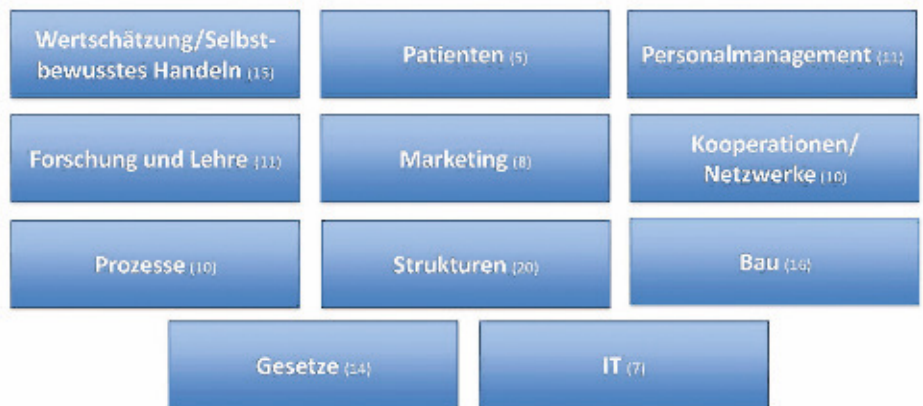 Wertschätzung/Selbst-
bewusstes Handeln (15)
Patienten (5)
Personalmanagement (11)
Forschung und Lehre (11)
Marketing (8)
Kooperationen/
Netzwerke (10)
Prozesse (10)
Strukturen (20)
Bau (16)
Gesetze (14)
IT (7)